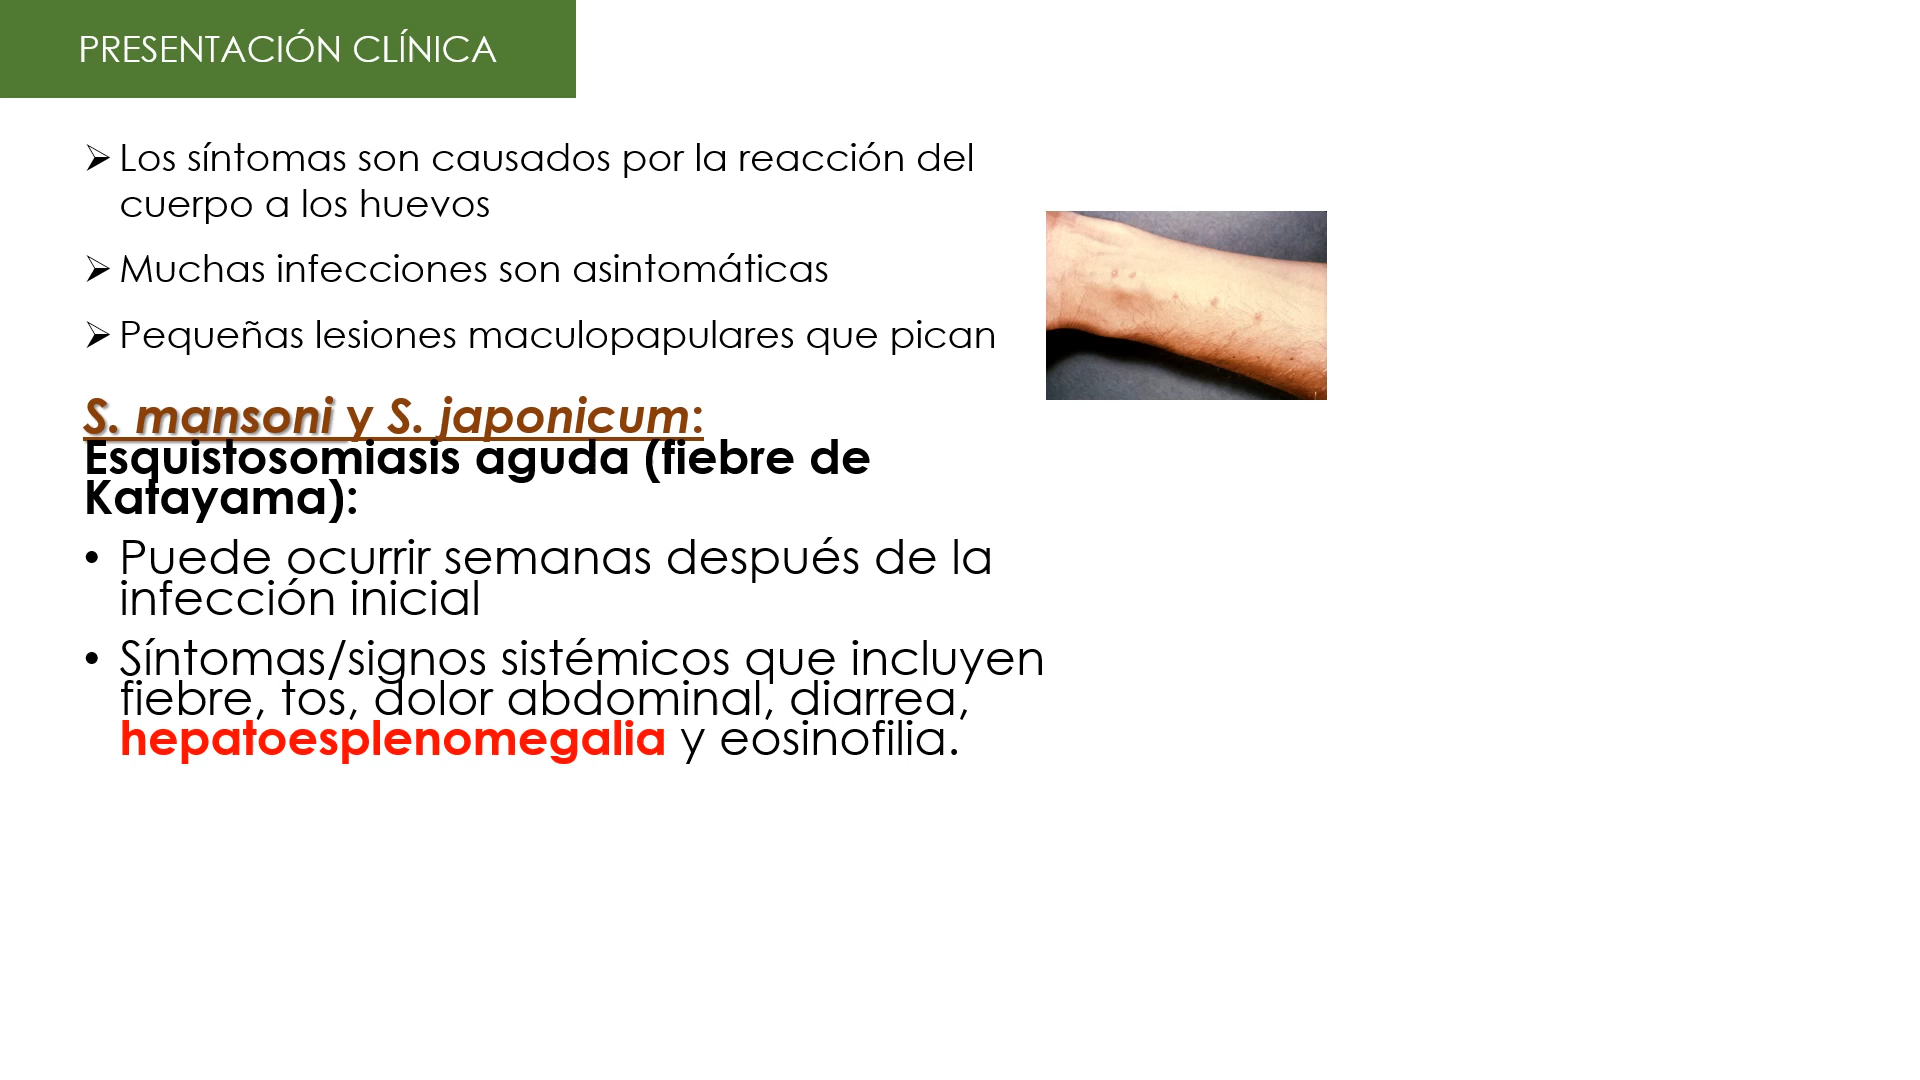 PRESENTACIÓN CLÍNICA
➢ Los síntomas son causados por la reacción del
cuerpo a los huevos
➢ Muchas infecciones son asintomáticas
➢ Pequeñas lesiones maculopapulares que pican
S. mansoni y S. japonicum:
Esquistosomiasis aguda (fiebre de
Katayama):
• Puede ocurrir semanas después de la
infección inicial
• Síntomas/signos sistémicos que incluyen
fiebre, tos, dolor abdominal, diarrea,
hepatoesplenomegalia y eosinofilia.